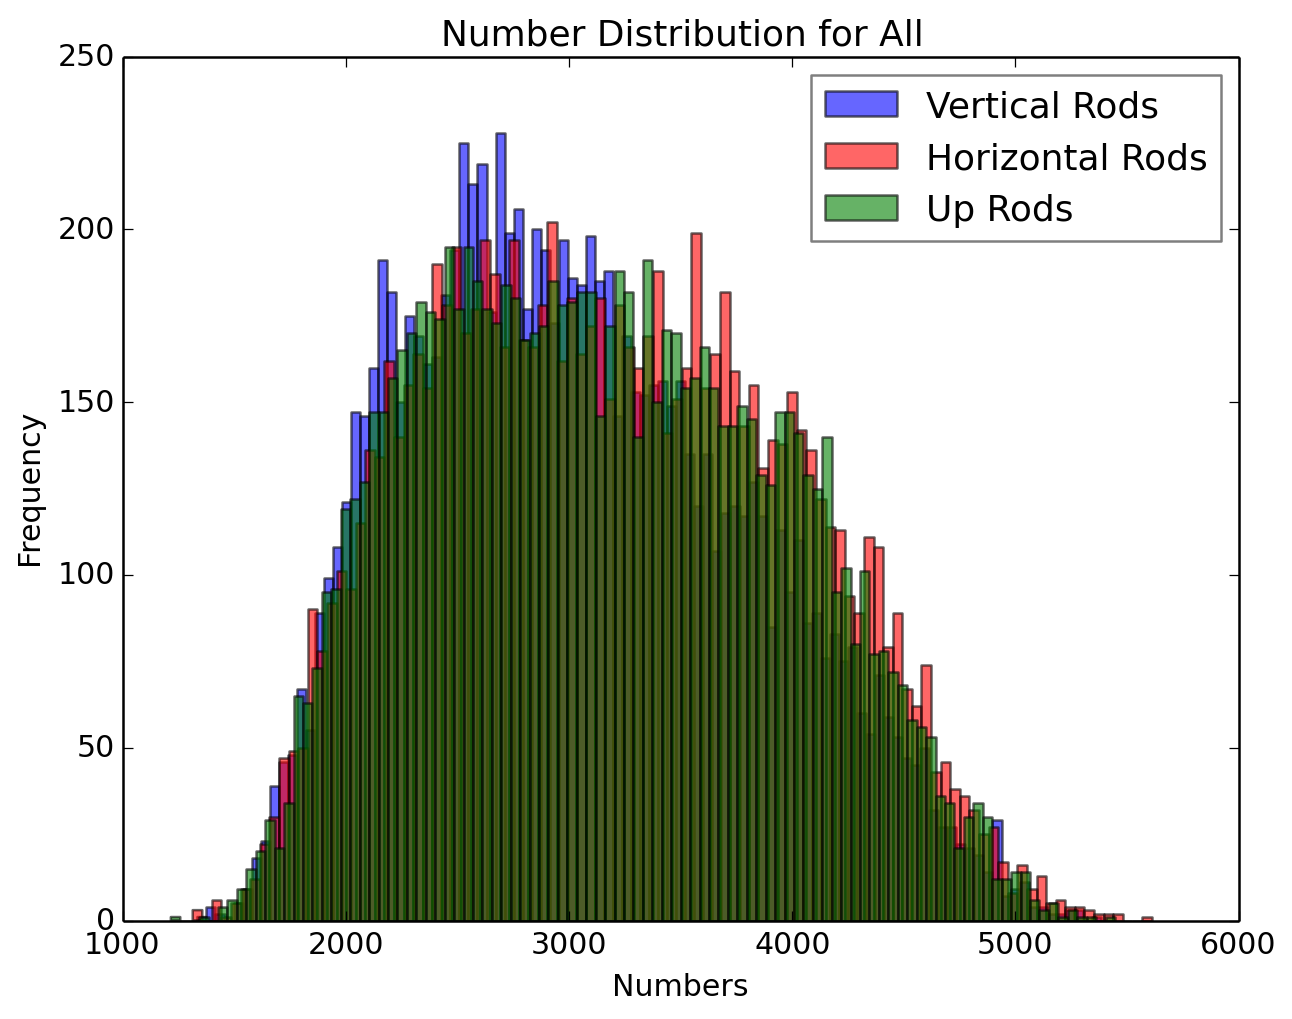 Number Distribution for All
250
200
150
100
50
0
Frequency
Vertical Rods
Horizontal Rods
Up Rods
1000 2000 3000 4000 5000 6000
Numbers